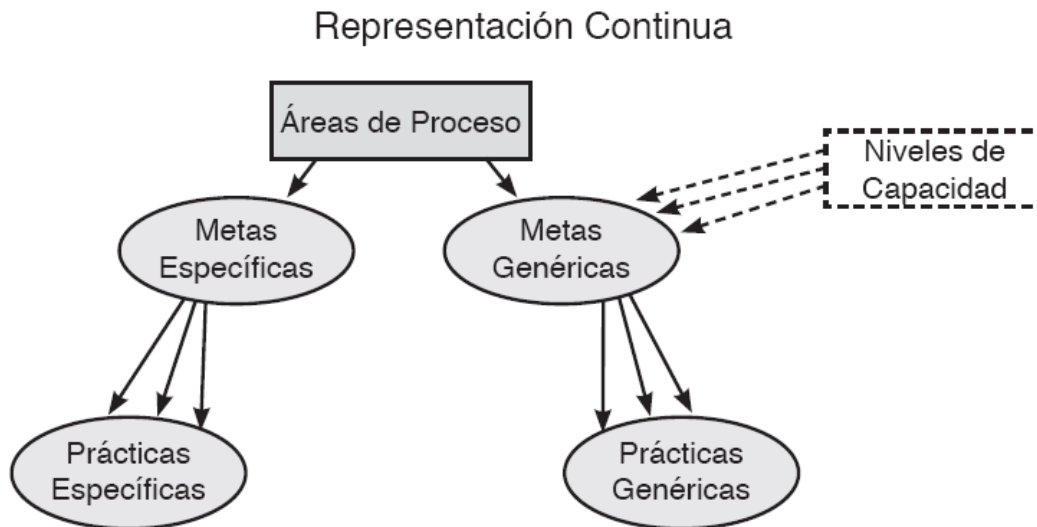 Representación Continua
Áreas de Proceso
Niveles de
Capacidad
Metas
Específicas
Metas
Genéricas
Prácticas
Específicas
Prácticas
Genéricas